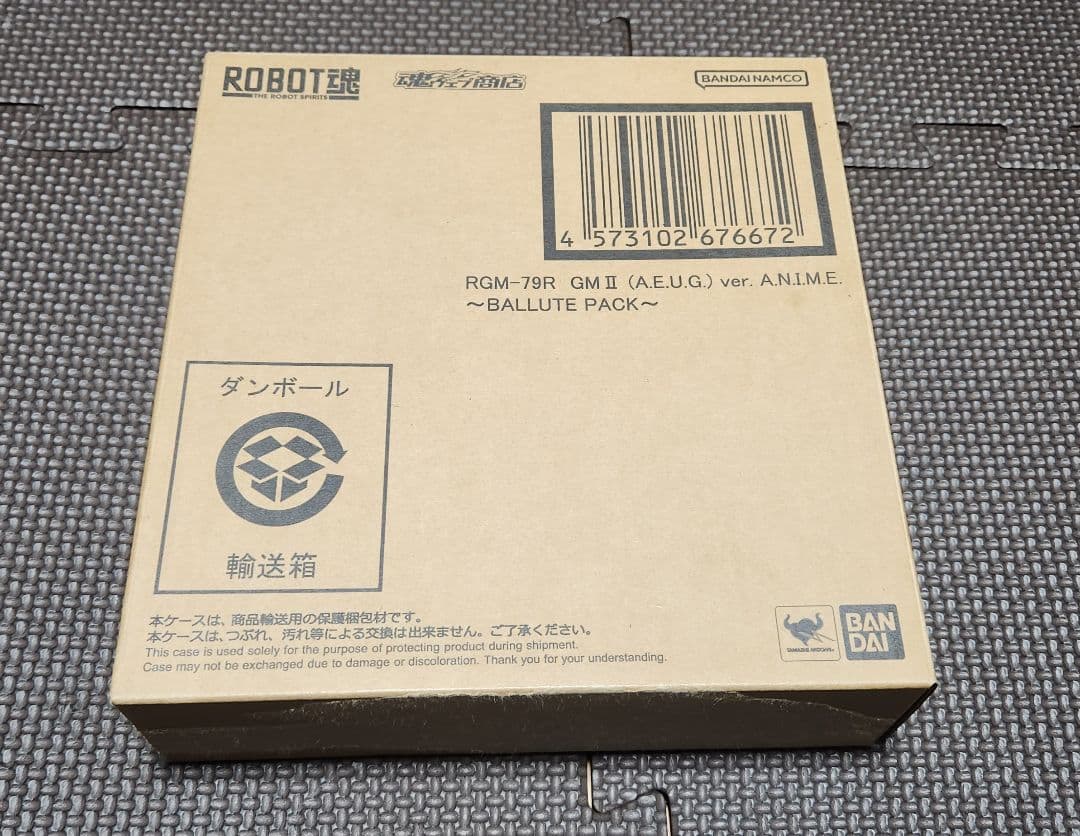 ROBOT魂
THE ROBOT SPIRITS
魂ウェブ商店
BANDAI NAMCO
4 573102 676672
RGM-79R GMⅡ (A.E.U.G.) ver. A.N.I.M.E.
～BALLUTE PACK～
ダンボール
輸送箱
本ケースは、商品輸送用の保護梱包材です。
本ケースは、つぶれ、汚れ等による交換は出来ません。ご了承ください。
This case is used solely for the purpose of protecting product during shipment.
Case may not be exchanged due to damage or discoloration. Thank you for your understanding.
TAMASHII NATIONS
BAN
DAI